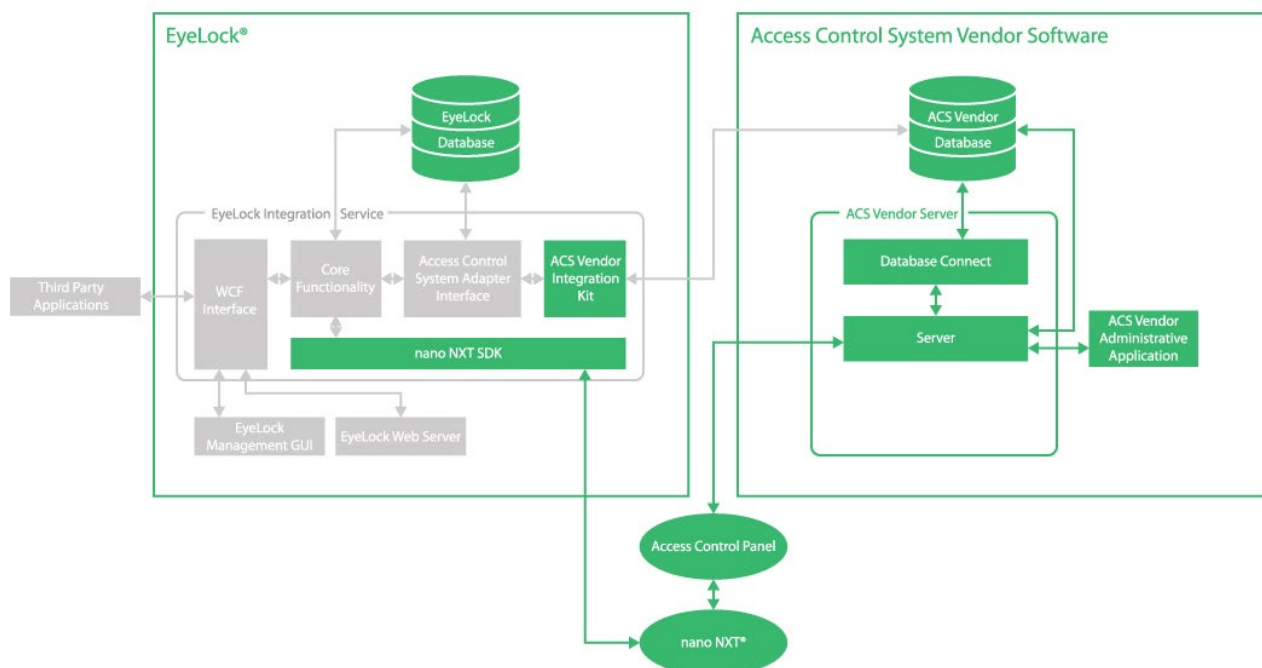 EyeLock®
Access Control System Vendor Software
EyeLock
Database
ACS Vendor
Database
EyeLock Integration Service
ACS Vendor Server
WCF
Interface
Core
Functionality
Access Control
System Adapter
Interface
ACS Vendor
Integration
Kit
Database Connect
Third Party
Applications
nano NXT SDK
Server
ACS Vendor
Administrative
Application
EyeLock
Management GUI
EyeLock Web Server
Access Control Panel
nano NXT®